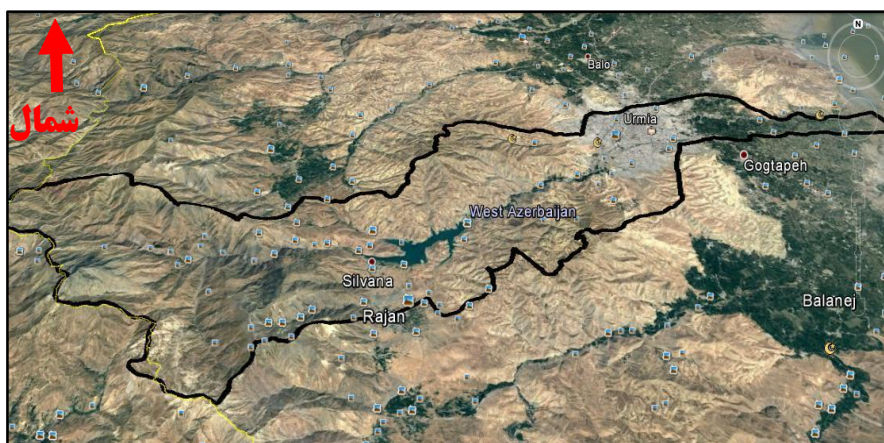 N
Balo
شمال
Urmia
Gogtapeh
West Azerbaijan
Silvana
Balanej
Rajan